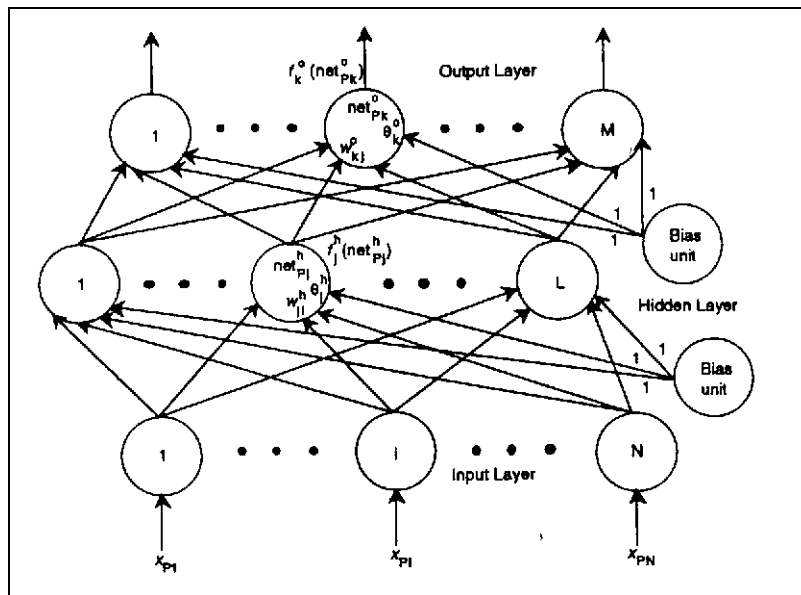 f_k^o (net_Pk^o)
Output Layer
1
net_Pk^o
θ_k^o
w_kj^o
M
1
1
1
Bias
unit
1
f_j^h (net_Pj^h)
net_Pj^h
θ_j^h
w_ji^h
L
Hidden Layer
1
1
1
Bias
unit
1
i
N
Input Layer
x_P1
x_Pi
x_PN